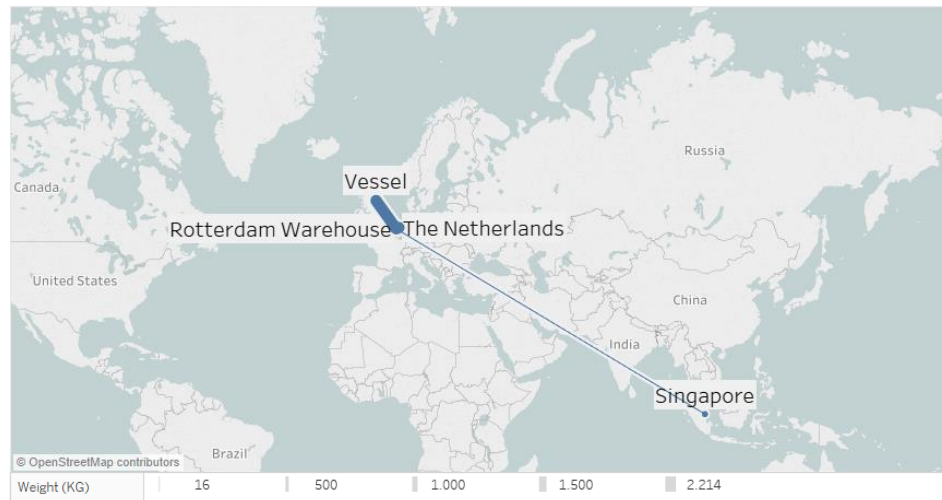 Russia
Canada
Vessel
Rotterdam Warehouse
The Netherlands
United States
China
India
Singapore
Brazil
© OpenStreetMap contributors
Weight (KG) 16 500 1.000 1.500 2.214